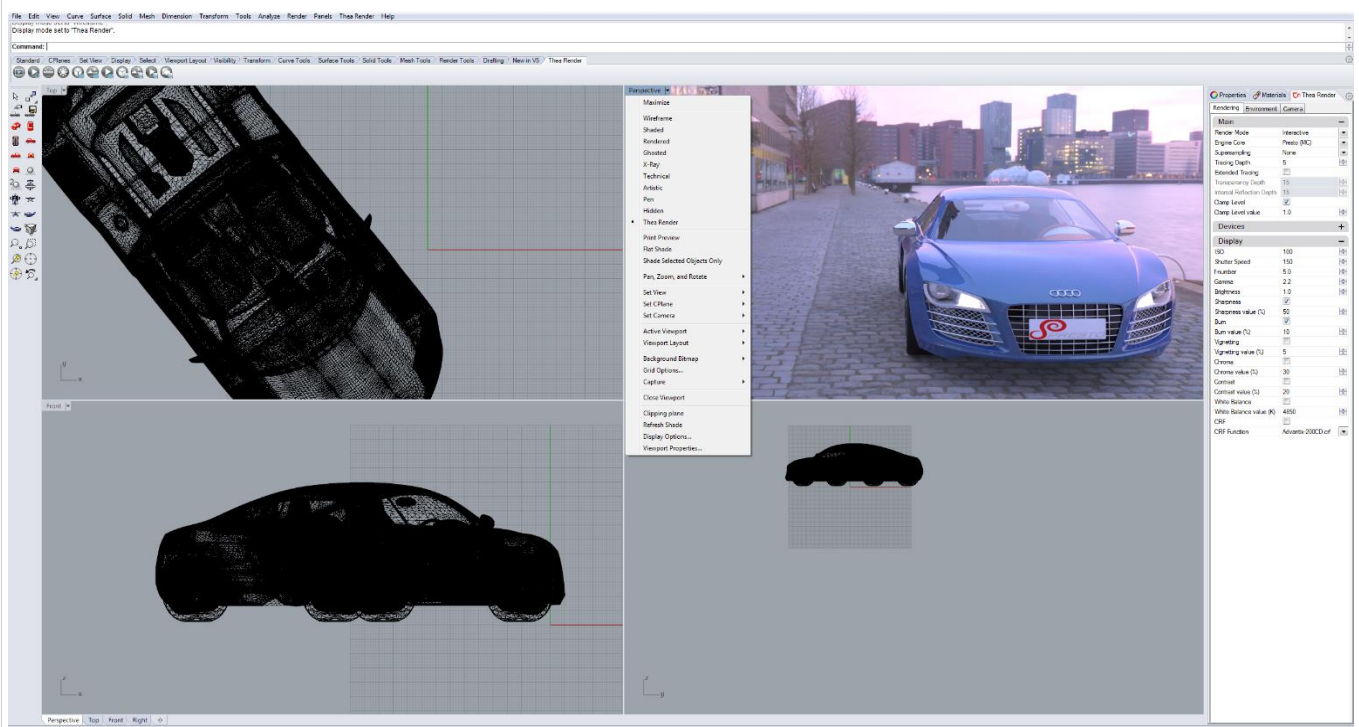 File Edit View Curve Surface Solid Mesh Dimension Transform Tools Analyze Render Panels Thea Render Help
Display mode set to "Thea Render".
Command:
Standard CPlanes Set View Display Select Viewport Layout Visibility Transform Curve Tools Surface Tools Solid Tools Mesh Tools Render Tools Drafting New in V5 Thea Render
Top
Perspective
Maximize
Wireframe
Shaded
Rendered
Ghosted
X-Ray
Technical
Artistic
Pen
Hidden
Thea Render
Print Preview
Flat Shade
Shade Selected Objects Only
Pan, Zoom, and Rotate
Set View
Set CPlane
Set Camera
Active Viewport
Viewport Layout
Background Bitmap
Grid Options...
Capture
Close Viewport
Clipping plane
Refresh Shade
Display Options...
Viewport Properties...
Properties Materials Thea Render
Rendering Environment Camera
Main
Render Mode Interactive
Engine Core Presto (MC)
Supersampling None
Tracing Depth 5
Extended Tracing
Transparency Depth 15
Internal Reflection Depth 15
Clamp Level
Clamp Level value 1.0
Devices
Display
ISO 100
Shutter Speed 150
f-number 5.0
Gamma 2.2
Brightness 1.0
Sharpness
Sharpness value (%) 50
Burn
Burn value (%) 10
Vignetting
Vignetting value (%) 5
Chroma
Chroma value (%) 30
Contrast
Contrast value (%) 20
White Balance
White Balance value (K) 4850
CRF
CRF Function Advantix-200CD.crf
Front
y
x
z
x
z
y
Perspective Top Front Right